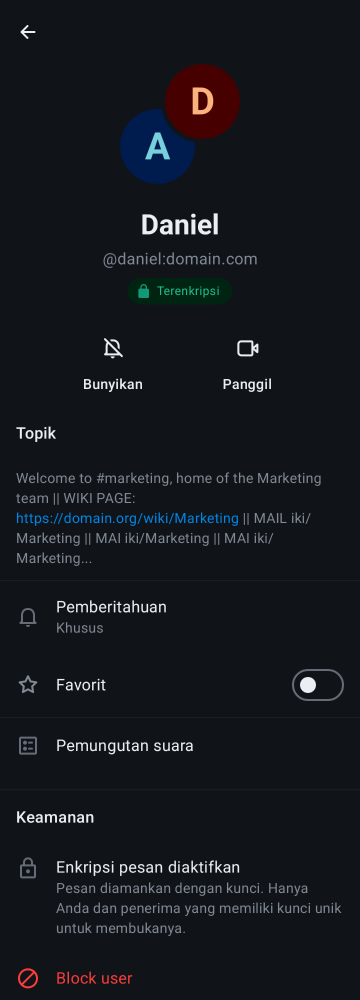 D
A
Daniel
@daniel:domain.com
Terenkripsi
Bunyikan
Panggil
Topik
Welcome to #marketing, home of the Marketing
team || WIKI PAGE:
https://domain.org/wiki/Marketing || MAIL iki/
Marketing || MAI iki/Marketing || MAI iki/
Marketing...
Pemberitahuan
Khusus
Favorit
Pemungutan suara
Keamanan
Enkripsi pesan diaktifkan
Pesan diamankan dengan kunci. Hanya
Anda dan penerima yang memiliki kunci unik
untuk membukanya.
Block user